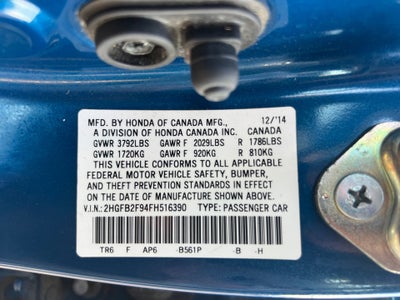 MFD. BY HONDA OF CANADA MFG., 12/'14
A DIVISION OF HONDA CANADA INC. CANADA
GVWR 3792LBS GAWR F 2029LBS R 1786LBS
GVWR 1720KG GAWR F 920KG R 810KG
THIS VEHICLE CONFORMS TO ALL APPLICABLE
FEDERAL MOTOR VEHICLE SAFETY, BUMPER,
AND THEFT PREVENTION STANDARDS IN EFFECT
ON THE DATE OF MANUFACTURE SHOWN ABOVE.
V.I.N.: 2HGFB2F94FH516390 TYPE: PASSENGER CAR
TR6 F AP6 -B561P -B -H